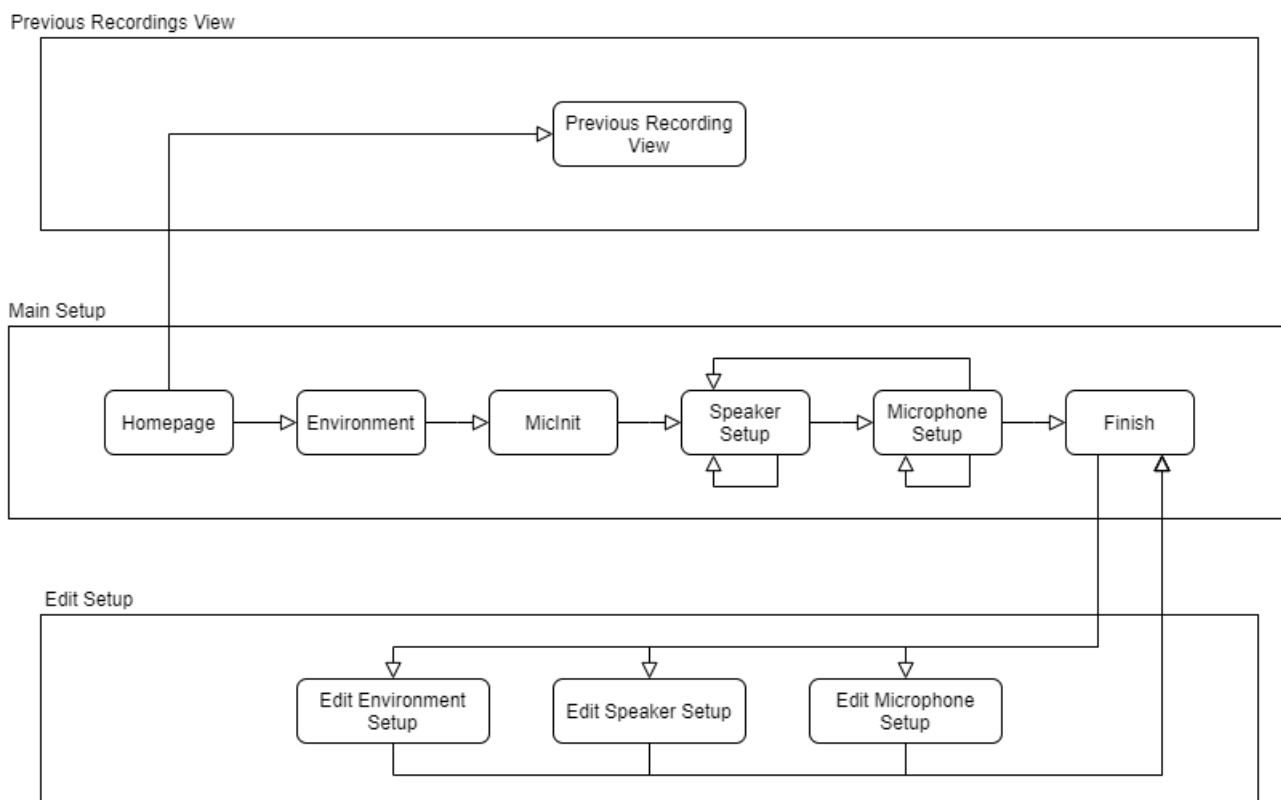 Previous Recordings View
Previous Recording
View
Main Setup
Homepage
Environment
MicInit
Speaker
Setup
Microphone
Setup
Finish
Edit Setup
Edit Environment
Setup
Edit Speaker Setup
Edit Microphone
Setup